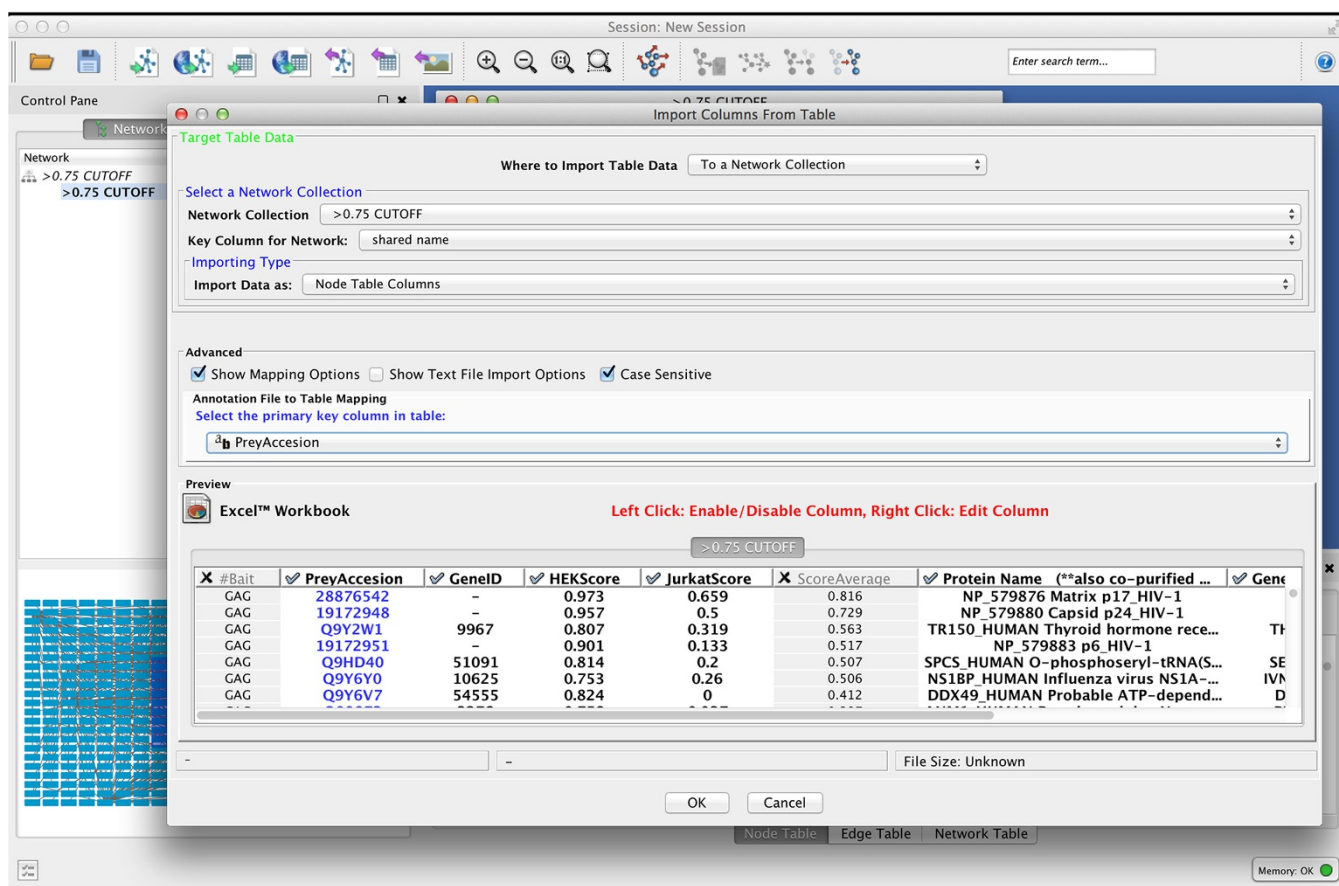 Session: New Session
Enter search term...
Control Pane
>0.75 CUTOFF
Network
Import Columns From Table
Target Table Data
Where to Import Table Data To a Network Collection
Network
>0.75 CUTOFF
>0.75 CUTOFF
Select a Network Collection
Network Collection >0.75 CUTOFF
Key Column for Network: shared name
Importing Type
Import Data as: Node Table Columns
Advanced
Show Mapping Options Show Text File Import Options Case Sensitive
Annotation File to Table Mapping
Select the primary key column in table:
ab PreyAccesion
Preview
Excel™ Workbook Left Click: Enable/Disable Column, Right Click: Edit Column
>0.75 CUTOFF
#Bait PreyAccesion GeneID HEKScore JurkatScore ScoreAverage Protein Name (**also co-purified ... Gene
GAG 28876542 – 0.973 0.659 0.816 NP_579876 Matrix p17_HIV-1
GAG 19172948 – 0.957 0.5 0.729 NP_579880 Capsid p24_HIV-1
GAG Q9Y2W1 9967 0.807 0.319 0.563 TR150_HUMAN Thyroid hormone rece... TH
GAG 19172951 – 0.901 0.133 0.517 NP_579883 p6_HIV-1
GAG Q9HD40 51091 0.814 0.2 0.507 SPCS_HUMAN O-phosphoseryl-tRNA(S... SE
GAG Q9Y6Y0 10625 0.753 0.26 0.506 NS1BP_HUMAN Influenza virus NS1A-... IVN
GAG Q9Y6V7 54555 0.824 0 0.412 DDX49_HUMAN Probable ATP-depend... D
– – File Size: Unknown
OK Cancel
Node Table Edge Table Network Table
Memory: OK